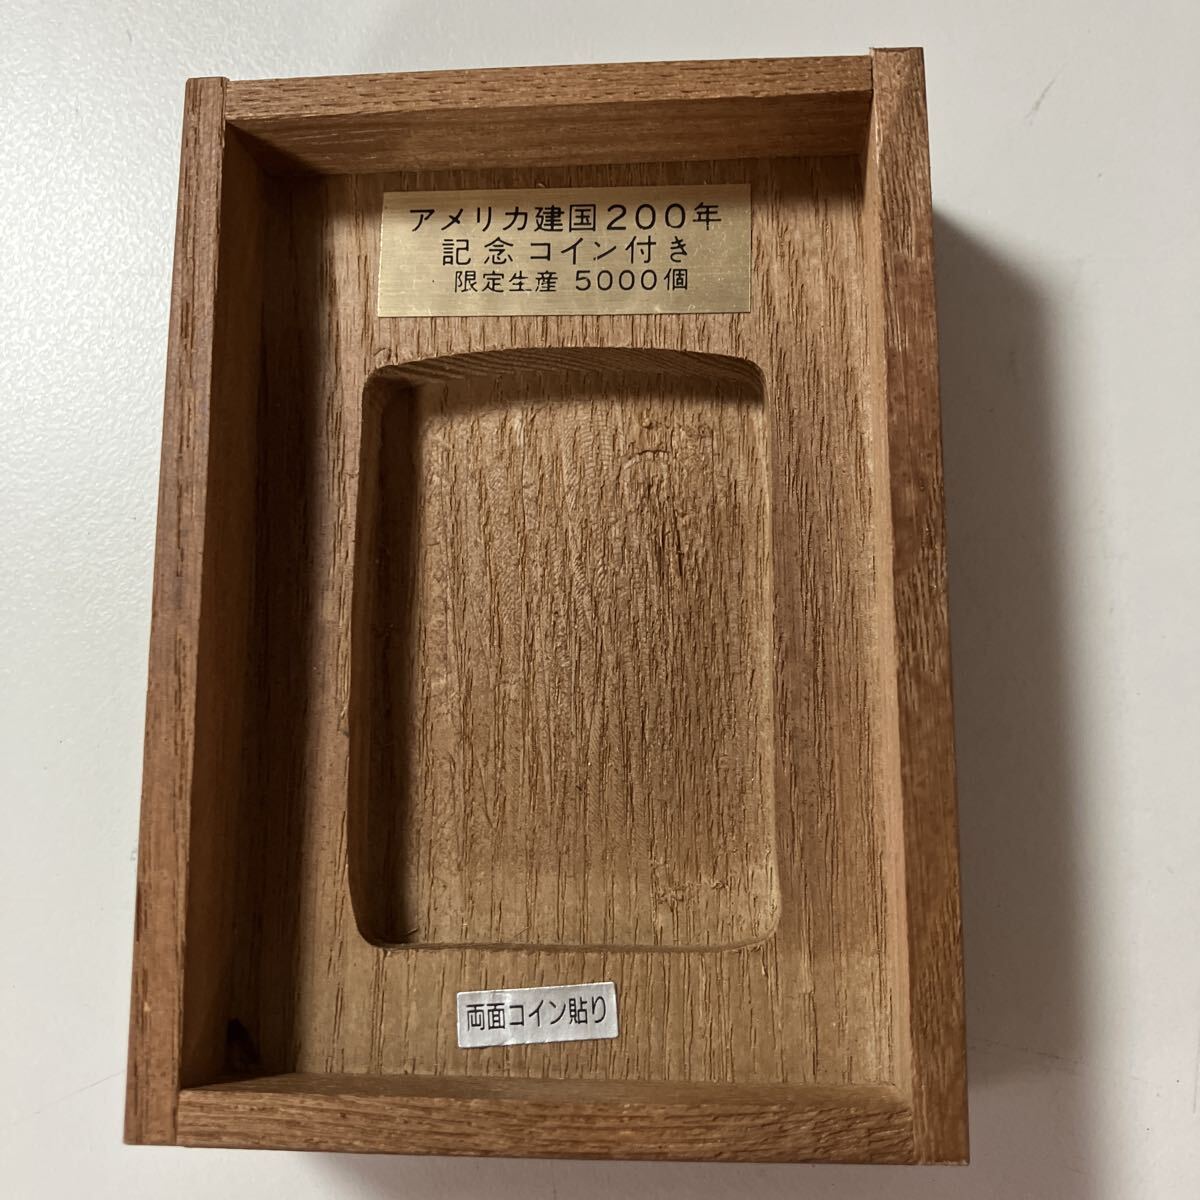 アメリカ建国200年
記念コイン付き
限定生産 5000個
両面コイン貼り